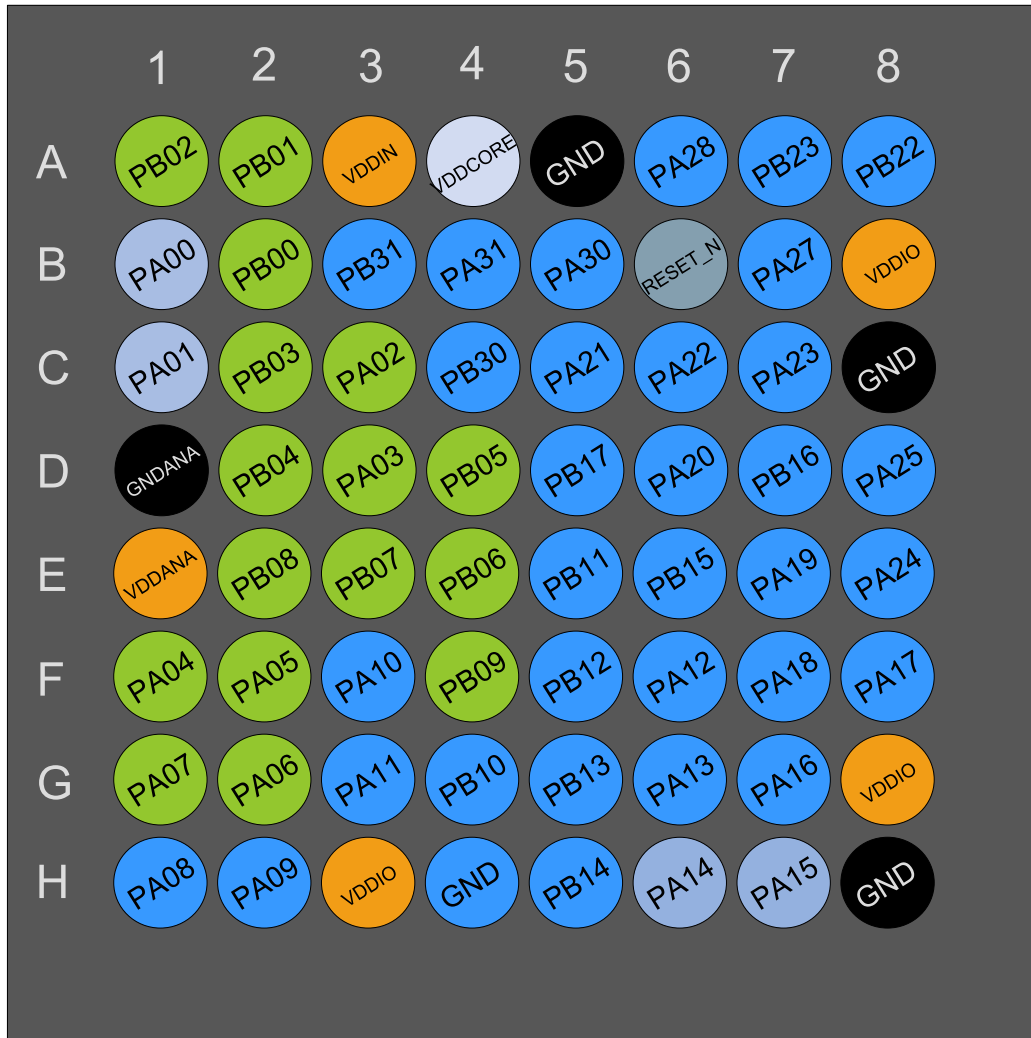 1 2 3 4 5 6 7 8
A PB02 PB01 VDDIN VDDCORE GND PA28 PB23 PB22
B PA00 PB00 PB31 PA31 PA30 RESET_N PA27 VDDIO
C PA01 PB03 PA02 PB30 PA21 PA22 PA23 GND
D GNDANA PB04 PA03 PB05 PB17 PA20 PB16 PA25
E VDDANA PB08 PB07 PB06 PB11 PB15 PA19 PA24
F PA04 PA05 PA10 PB09 PB12 PA12 PA18 PA17
G PA07 PA06 PA11 PB10 PB13 PA13 PA16 VDDIO
H PA08 PA09 VDDIO GND PB14 PA14 PA15 GND